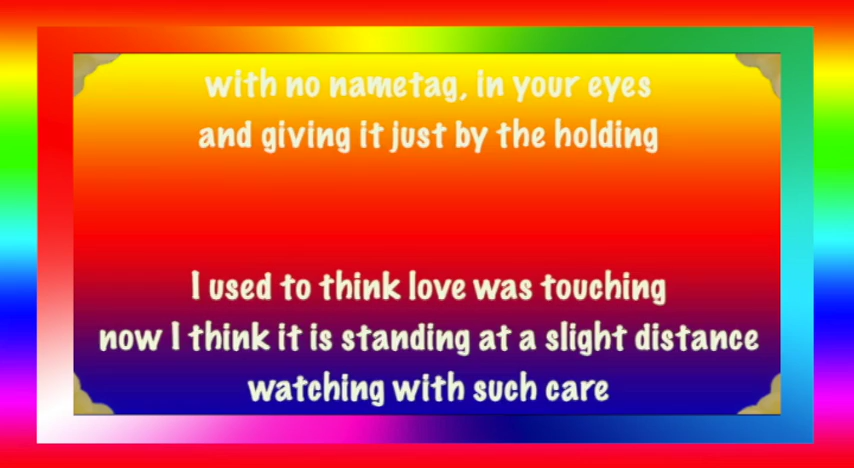 with no nametag, in your eyes
and giving it just by the holding
I used to think love was touching
now I think it is standing at a slight distance
watching with such care